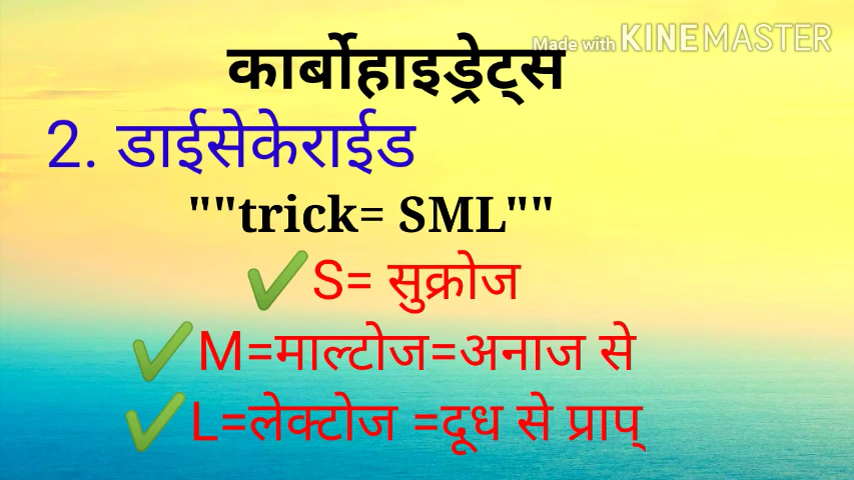 Made with KINEMASTER
कार्बोहाइड्रेट्स
2. डाईसेकेराईड
""trick= SML""
✔S= सुक्रोज
✔M=माल्टोज=अनाज से
✔L=लेक्टोज =दूध से प्राप्